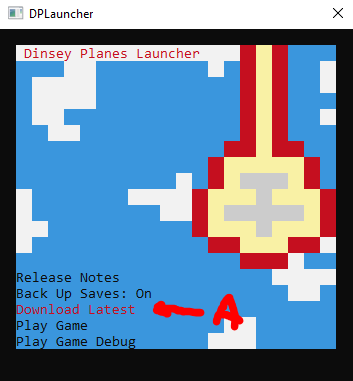 DPLauncher
Dinsey Planes Launcher
Release Notes
Back Up Saves: On
Download Latest
A
Play Game
Play Game Debug